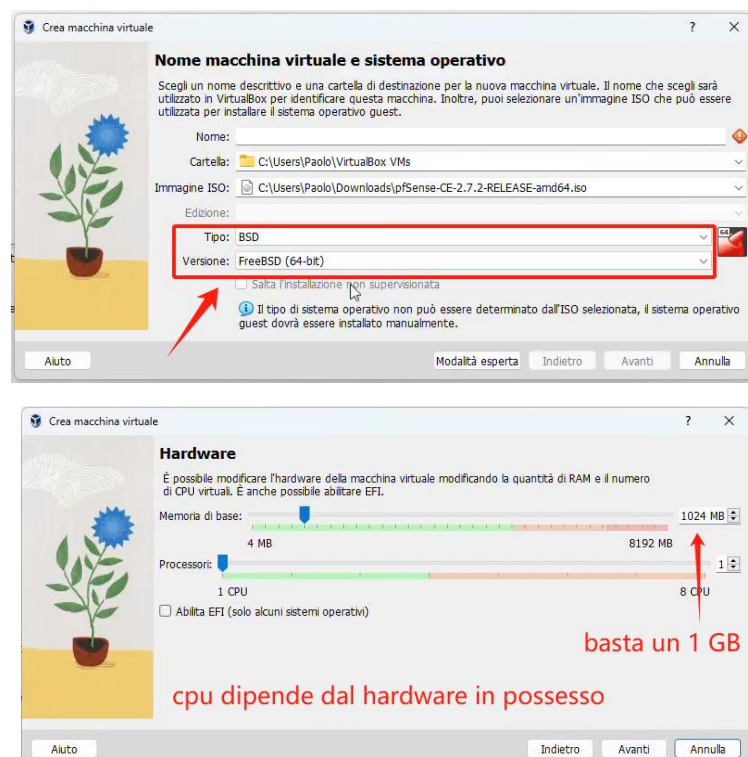 Crea macchina virtuale
? ×
Nome macchina virtuale e sistema operativo
Scegli un nome descrittivo e una cartella di destinazione per la nuova macchina virtuale. Il nome che scegli sarà
utilizzato in VirtualBox per identificare questa macchina. Inoltre, puoi selezionare un'immagine ISO che può essere
utilizzata per installare il sistema operativo guest.
Nome:
Cartella: C:\Users\Paolo\VirtualBox VMs
Immagine ISO: C:\Users\Paolo\Downloads\pfSense-CE-2.7.2-RELEASE-amd64.iso
Edizione:
Tipo: BSD
64
Versione: FreeBSD (64-bit)
Salta l'installazione non supervisionata
Il tipo di sistema operativo non può essere determinato dall'ISO selezionata, il sistema operativo
guest dovrà essere installato manualmente.
Aiuto Modalità esperta Indietro Avanti Annulla
Crea macchina virtuale
? ×
Hardware
È possibile modificare l'hardware della macchina virtuale modificando la quantità di RAM e il numero
di CPU virtuali. È anche possibile abilitare EFI.
Memoria di base: 1024 MB
4 MB 8192 MB
Processori: 1
1 CPU 8 CPU
Abilita EFI (solo alcuni sistemi operativi)
basta un 1 GB
cpu dipende dal hardware in possesso
Aiuto Indietro Avanti Annulla